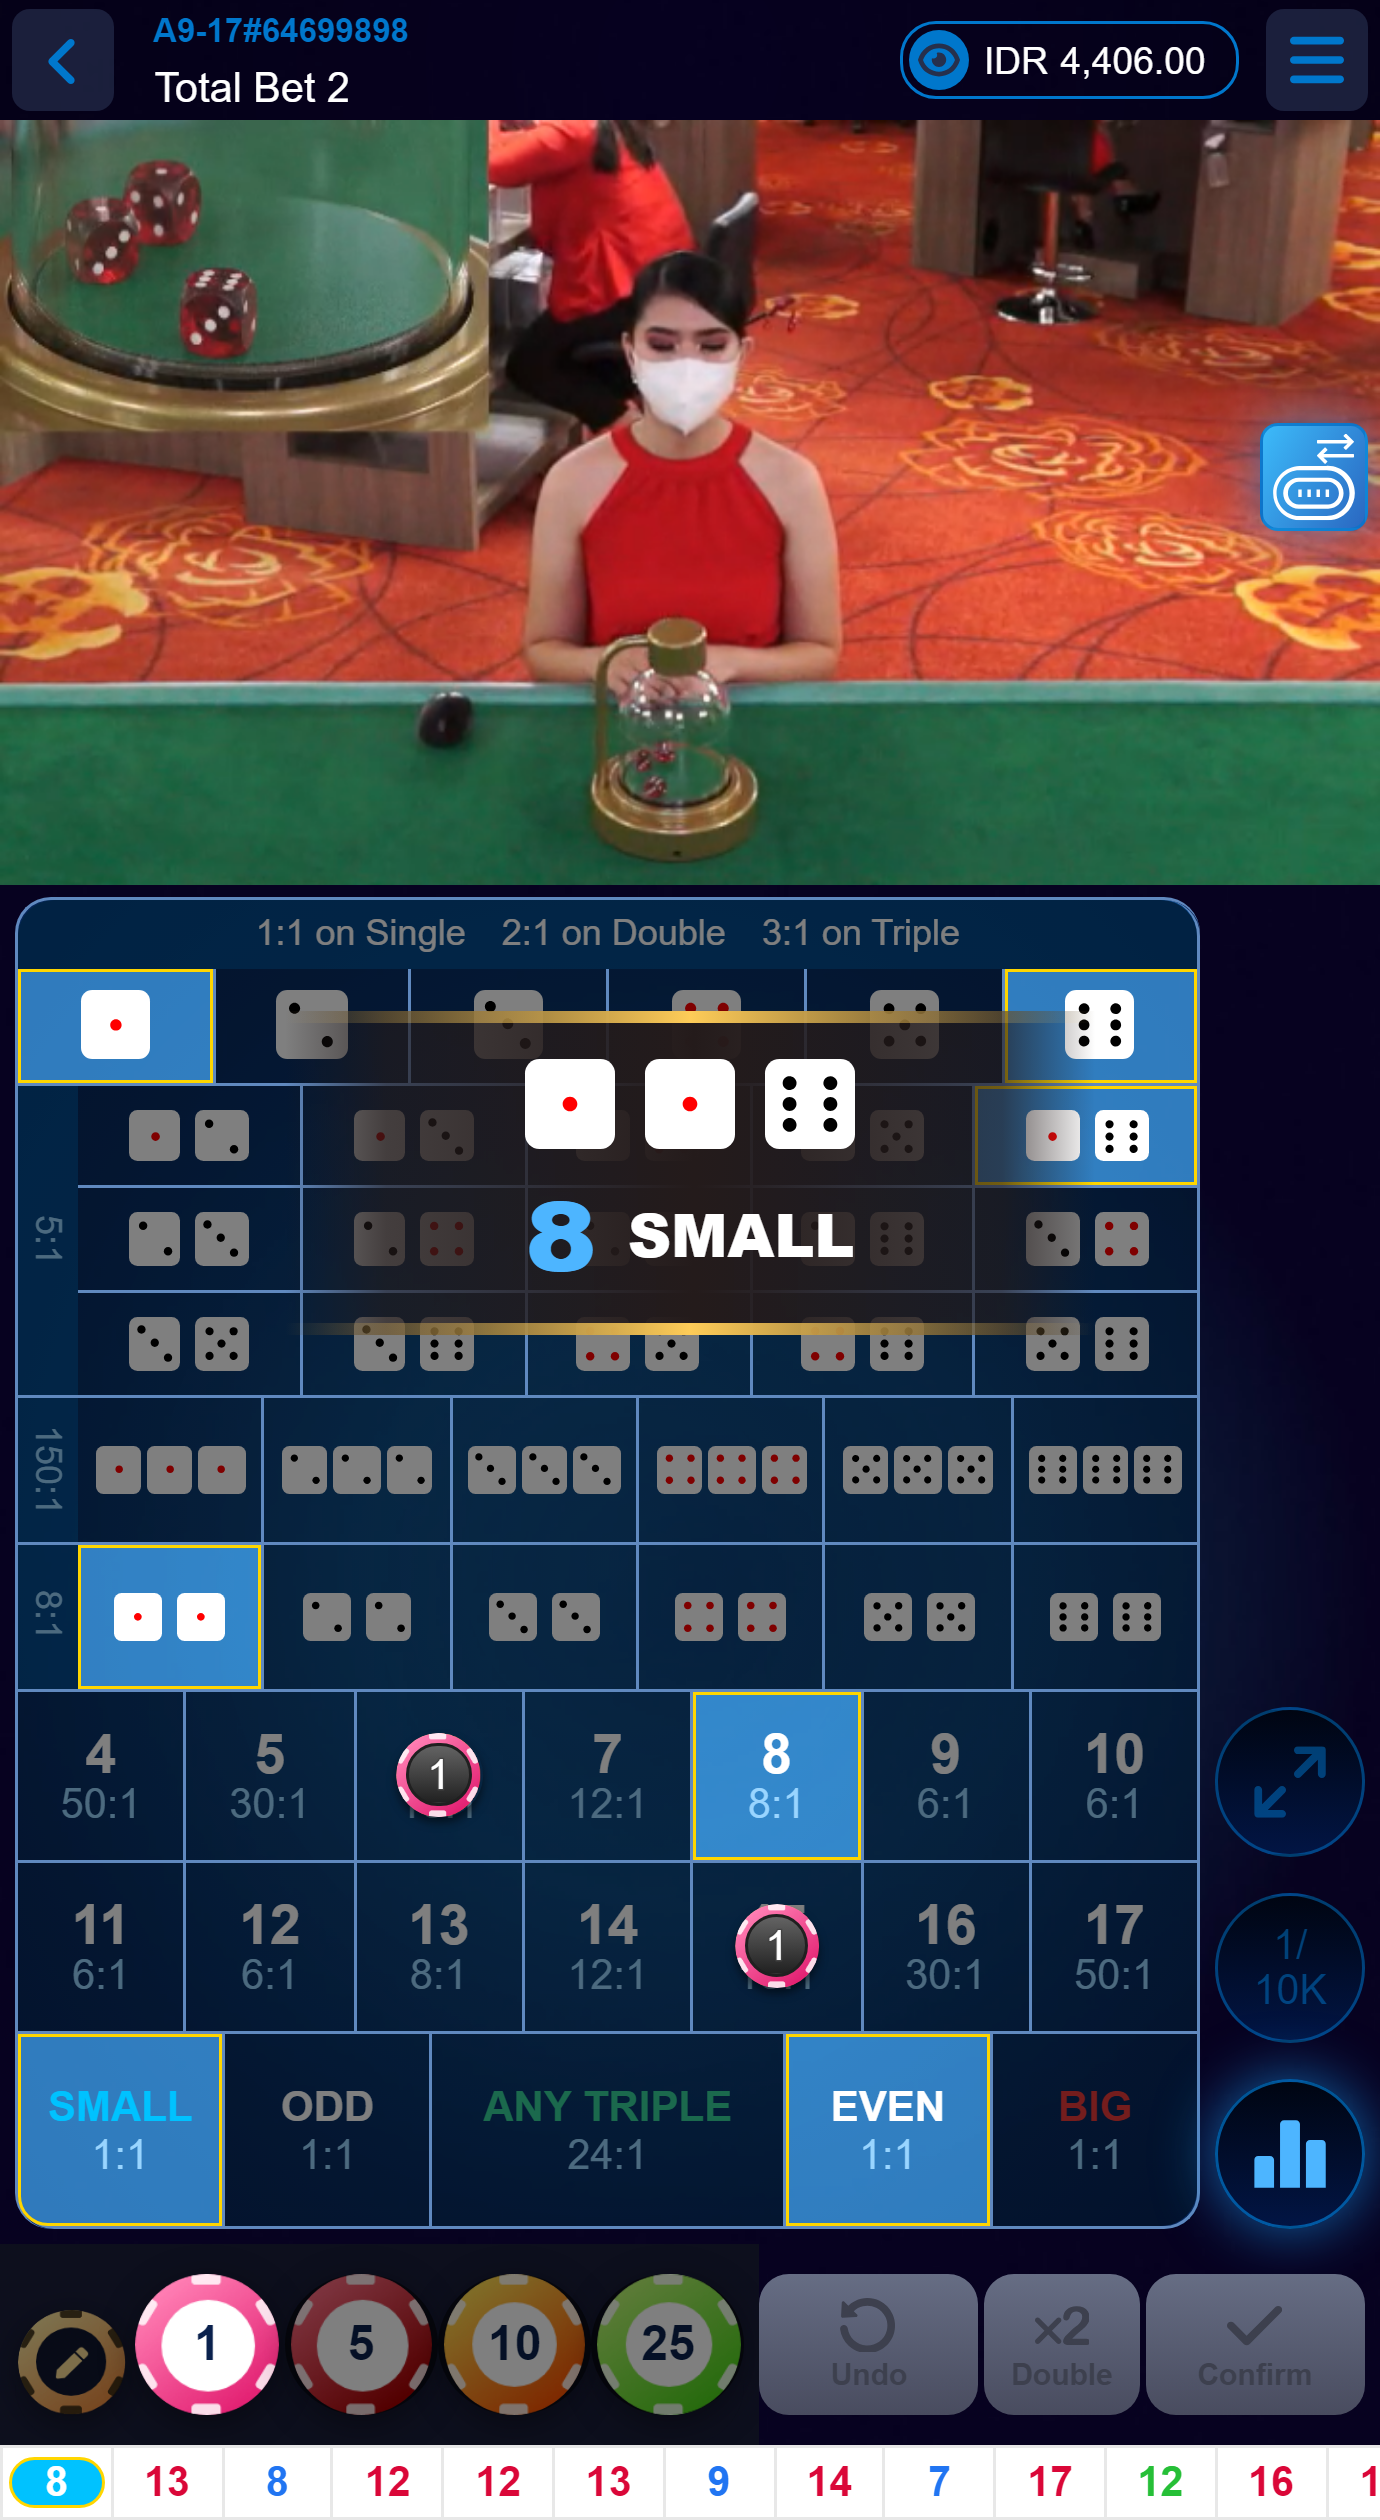 A9-17#64699898
Total Bet 2
IDR 4,406.00
1:1 on Single 2:1 on Double 3:1 on Triple
8 SMALL
5:1
150:1
8:1
4 5 1 7 8 9 10
50:1 30:1 12:1 8:1 6:1 6:1
11 12 13 14 1 16 17
6:1 6:1 8:1 12:1 30:1 50:1
1/
10K
SMALL ODD ANY TRIPLE EVEN BIG
1:1 1:1 24:1 1:1 1:1
1 5 10 25
x2
Undo Double Confirm
8 13 8 12 12 13 9 14 7 17 12 16